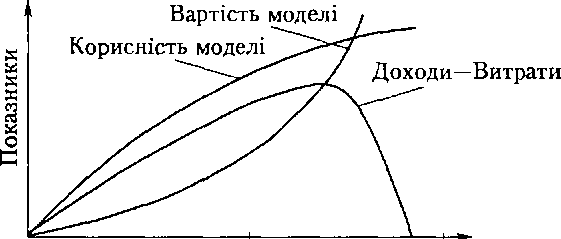 Вартість моделі
Корисність моделі
Доходи—Витрати
Показники